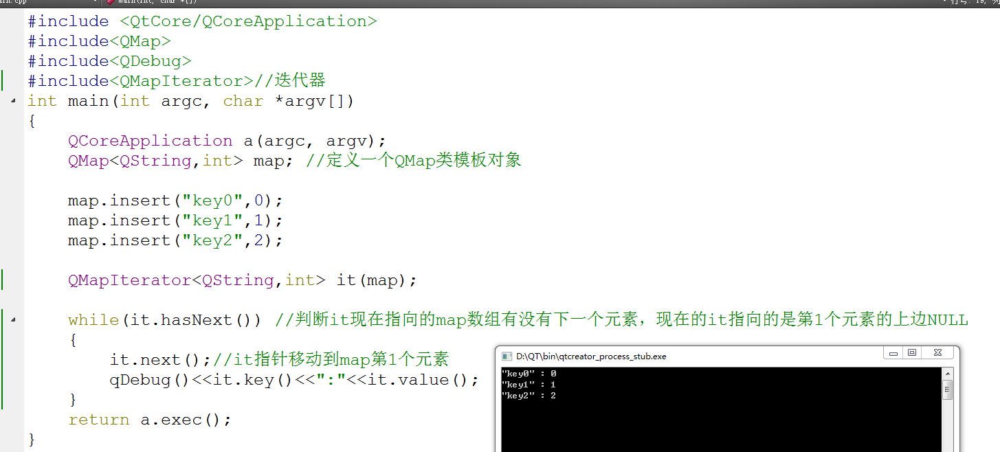 main(int, char *[])
#include <QtCore/QCoreApplication>
#include<QMap>
#include<QDebug>
#include<QMapIterator>//迭代器
int main(int argc, char *argv[])
{
QCoreApplication a(argc, argv);
QMap<QString,int> map; //定义一个QMap类模板对象
map.insert("key0",0);
map.insert("key1",1);
map.insert("key2",2);
QMapIterator<QString,int> it(map);
while(it.hasNext()) //判断it现在指向的map数组有没有下一个元素，现在的it指向的是第1个元素的上边NULL
{
it.next();//it指针移动到map第1个元素
qDebug()<<it.key()<<":"<<it.value();
}
return a.exec();
}
D:\QT\bin\qtcreator_process_stub.exe
"key0" : 0
"key1" : 1
"key2" : 2